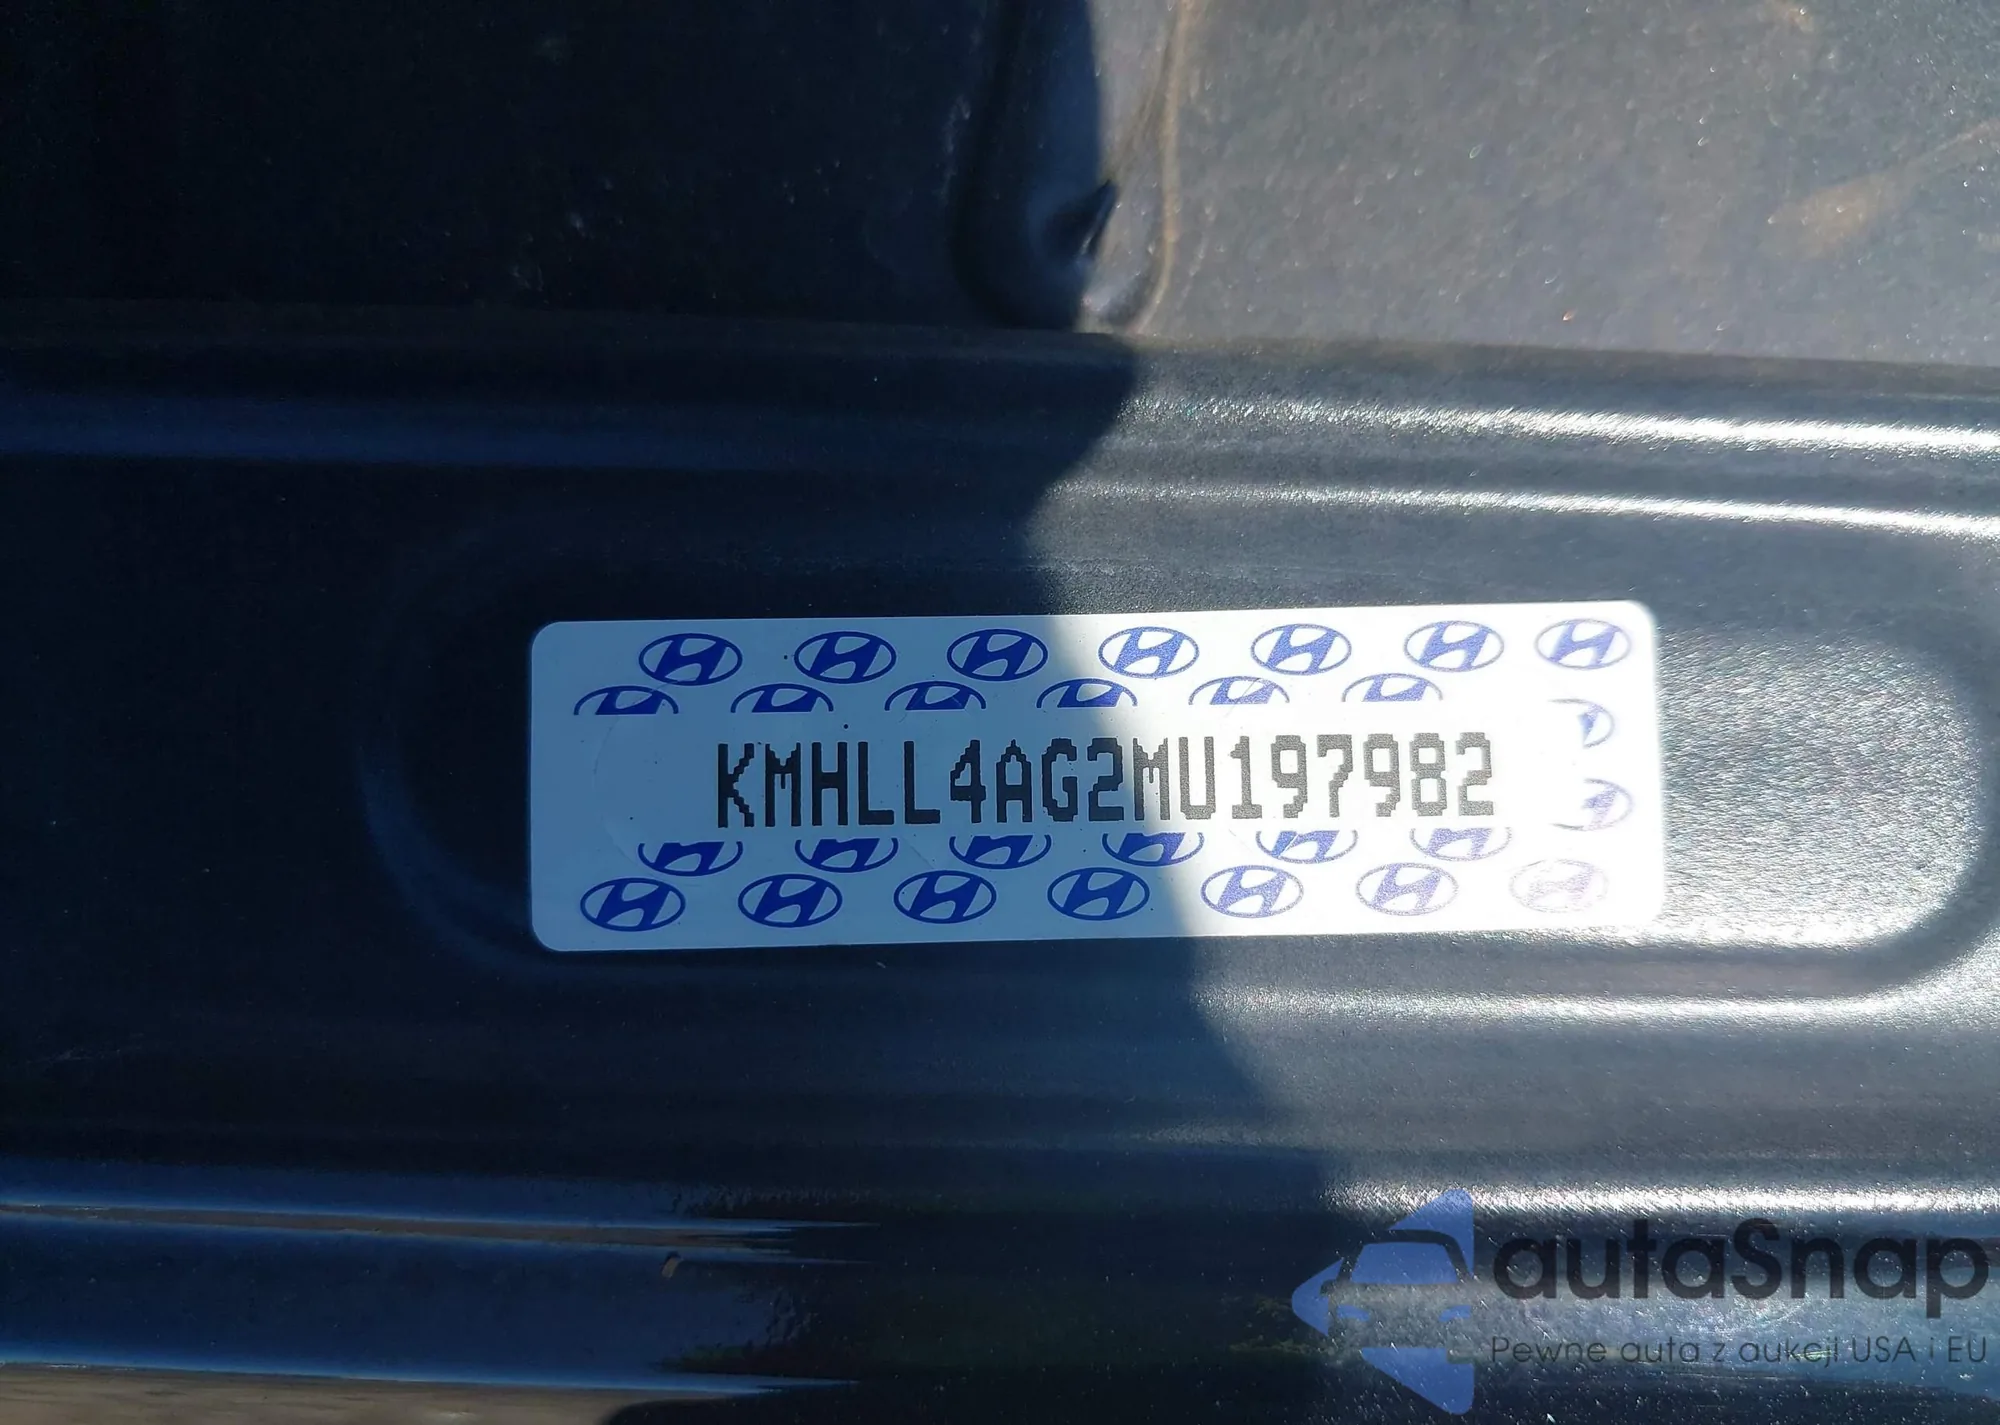 KMHLL4AG2MU197982
autaSnap
Pewne auta z aukcji USA i EU